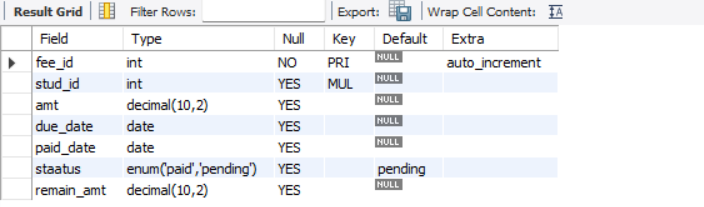 Result Grid Filter Rows: Export: Wrap Cell Content: IA
Field Type Null Key Default Extra
fee_id int NO PRI NULL auto_increment
stud_id int YES MUL NULL
amt decimal(10,2) YES NULL
due_date date YES NULL
paid_date date YES NULL
staatus enum('paid','pending') YES pending
remain_amt decimal(10,2) YES NULL